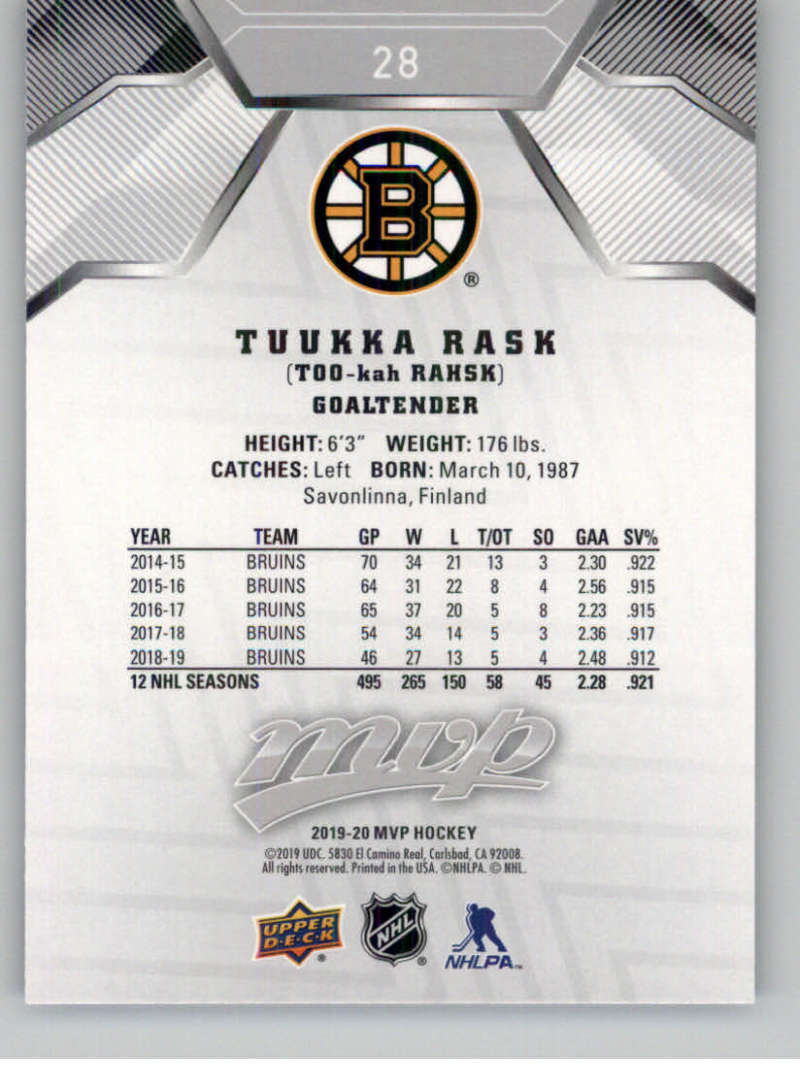 28
B
®
TUUKKA RASK
(TOO-kah RAHSK)
GOALTENDER
HEIGHT: 6'3" WEIGHT: 176 lbs.
CATCHES: Left BORN: March 10, 1987
Savonlinna, Finland
YEAR TEAM GP W L T/OT SO GAA SV%
2014-15 BRUINS 70 34 21 13 3 2.30 .922
2015-16 BRUINS 64 31 22 8 4 2.56 .915
2016-17 BRUINS 65 37 20 5 8 2.23 .915
2017-18 BRUINS 54 34 14 5 3 2.36 .917
2018-19 BRUINS 46 27 13 5 4 2.48 .912
12 NHL SEASONS 495 265 150 58 45 2.28 .921
mvp
2019-20 MVP HOCKEY
©2019 UDC. 5830 El Camino Real, Carlsbad, CA 92008.
All rights reserved. Printed in the USA. ©NHLPA. © NHL.
UPPER
D·E·C·K ®
NHL ®
NHLPA™